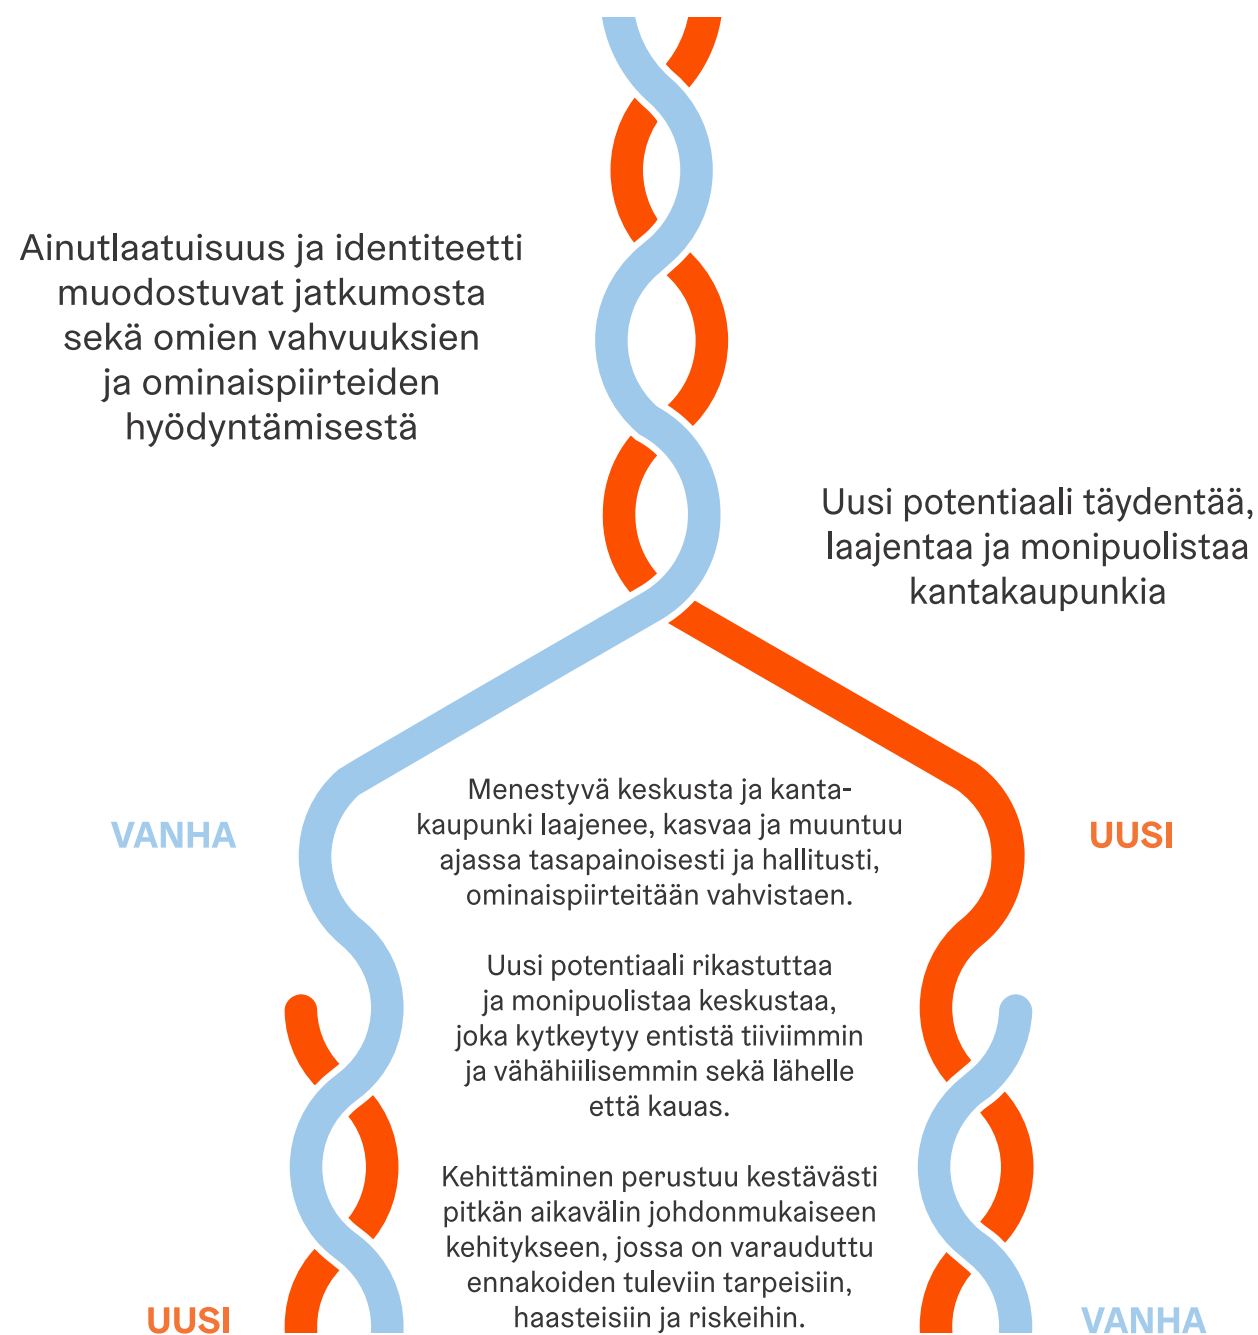 Ainutlaatuisuus ja identiteetti
muodostuvat jatkumosta
sekä omien vahvuuksien
ja ominaispiirteiden
hyödyntämisestä
Uusi potentiaali täydentää,
laajentaa ja monipuolistaa
kantakaupunkia
VANHA
Menestyvä keskusta ja kanta-
kaupunki laajenee, kasvaa ja muuntuu
ajassa tasapainoisesti ja hallitusti,
ominaispiirteitään vahvistaen.
UUSI
Uusi potentiaali rikastuttaa
ja monipuolistaa keskustaa,
joka kytkeytyy entistä tiiviimmin
ja vähähiilisemmin sekä lähelle
että kauas.
Kehittäminen perustuu kestävästi
pitkän aikavälin johdonmukaiseen
kehitykseen, jossa on varauduttu
ennakoiden tuleviin tarpeisiin,
haasteisiin ja riskeihin.
UUSI
VANHA